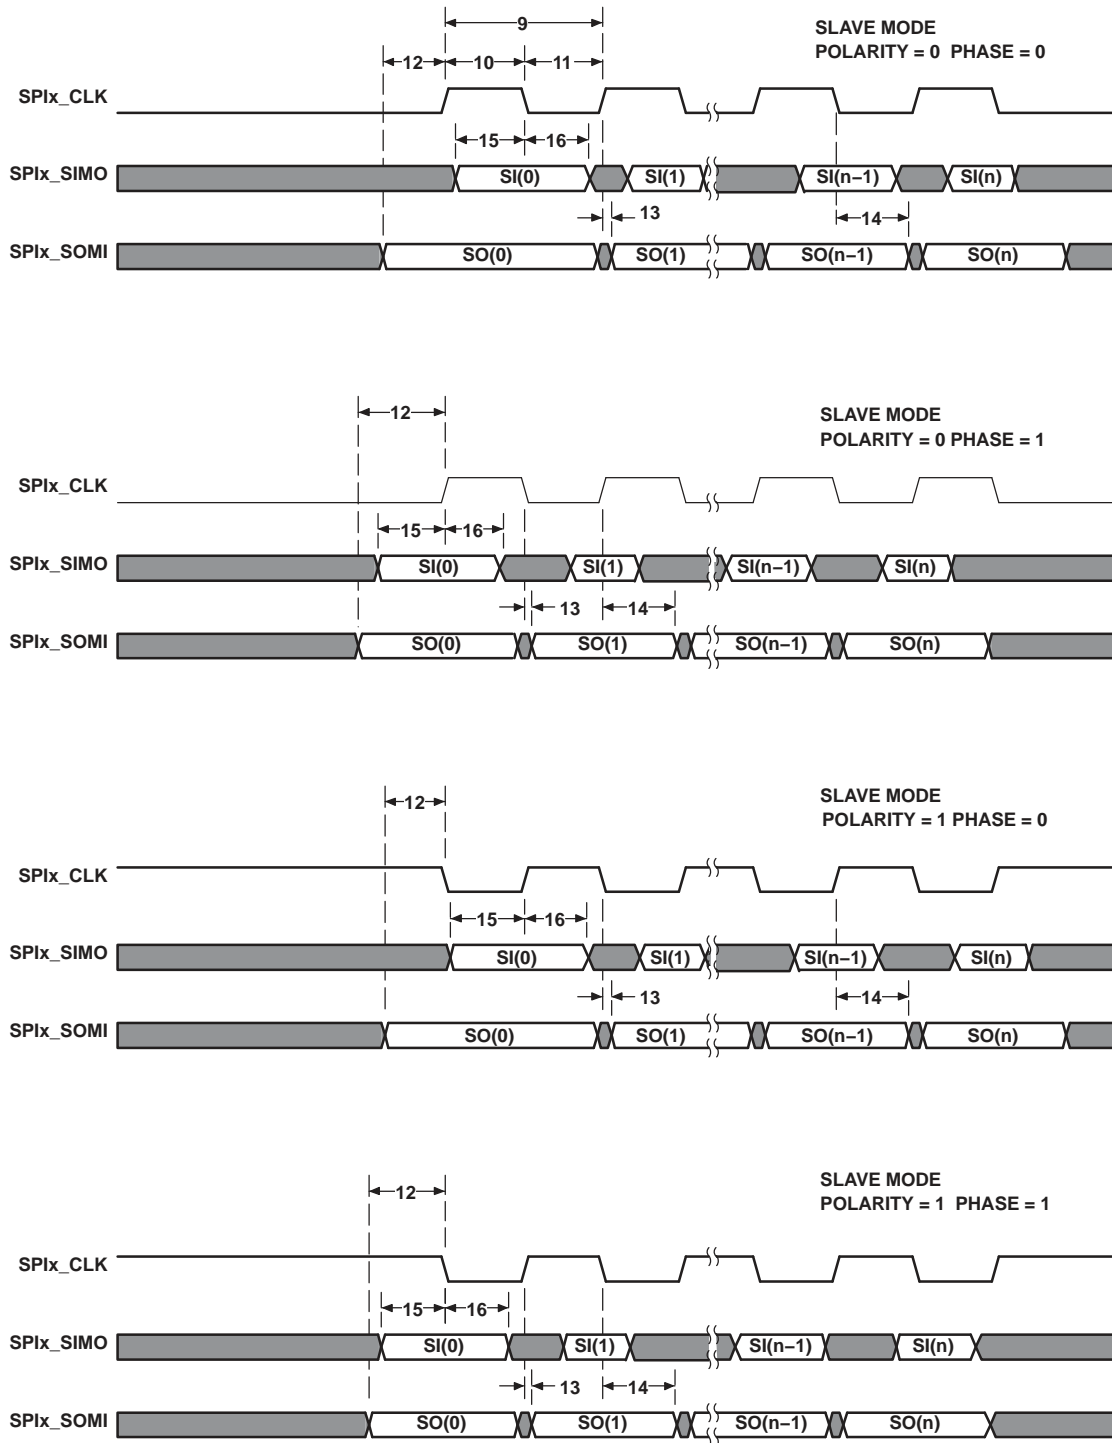 9
SLAVE MODE
POLARITY = 0 PHASE = 0
12 10 11
SPIx_CLK
15 16
SPIx_SIMO SI(0) SI(1) SI(n−1) SI(n)
13 14
SPIx_SOMI SO(0) SO(1) SO(n−1) SO(n)
12
SLAVE MODE
POLARITY = 0 PHASE = 1
SPIx_CLK
15 16
SPIx_SIMO SI(0) SI(1) SI(n−1) SI(n)
13 14
SPIx_SOMI SO(0) SO(1) SO(n−1) SO(n)
SLAVE MODE
12
POLARITY = 1 PHASE = 0
SPIx_CLK
15 16
SPIx_SIMO SI(0) SI(1) SI(n−1) SI(n)
13 14
SPIx_SOMI SO(0) SO(1) SO(n−1) SO(n)
SLAVE MODE
12
POLARITY = 1 PHASE = 1
SPIx_CLK
15 16
SPIx_SIMO SI(0) SI(1) SI(n−1) SI(n)
13 14
SPIx_SOMI SO(0) SO(1) SO(n−1) SO(n)